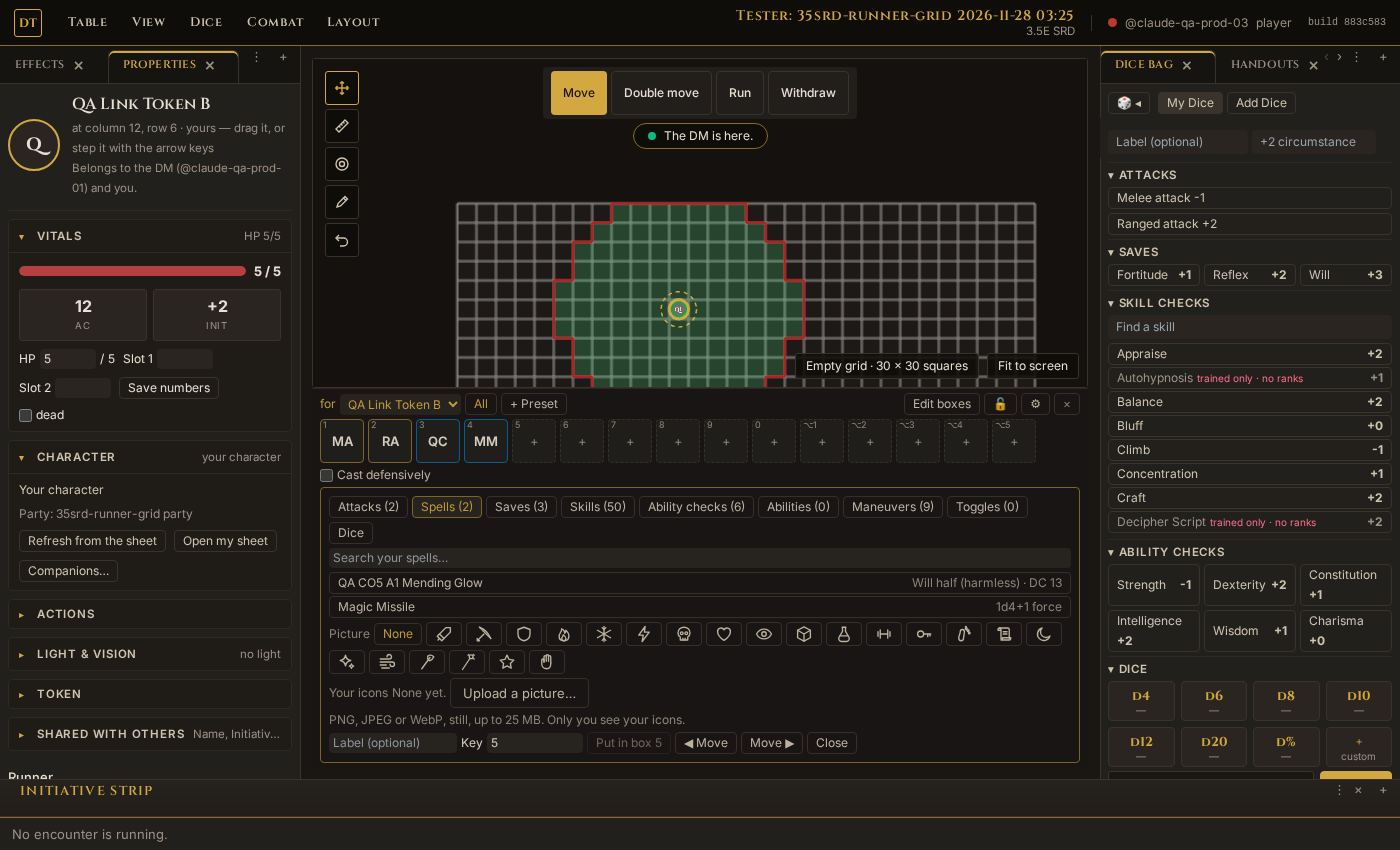 DT
TABLE VIEW DICE COMBAT LAYOUT
TESTER: 35SRD-RUNNER-GRID 2026-11-28 03:25
3.5E SRD
@claude-qa-prod-03 player
build 883c583
EFFECTS ×
PROPERTIES ×
⋮ +
Q
QA LINK TOKEN B
at column 12, row 6 · yours — drag it, or
step it with the arrow keys
Belongs to the DM (@claude-qa-prod-
01) and you.
▾ VITALS HP 5/5
5 / 5
12
AC
+2
INIT
HP 5 / 5 Slot 1
Slot 2 Save numbers
dead
▾ CHARACTER your character
Your character
Party: 35srd-runner-grid party
Refresh from the sheet Open my sheet
Companions...
▸ ACTIONS
▸ LIGHT & VISION no light
▸ TOKEN
▸ SHARED WITH OTHERS Name, Initiativ...
Runner
Move Double move Run Withdraw
The DM is here.
Empty grid · 30 × 30 squares
Fit to screen
for QA Link Token B All + Preset
Edit boxes ×
1 MA
2 RA
3 QC
4 MM
5 +
6 +
7 +
8 +
9 +
0 +
⌥1 +
⌥2 +
⌥3 +
⌥4 +
⌥5 +
Cast defensively
Attacks (2) Spells (2) Saves (3) Skills (50) Ability checks (6) Abilities (0) Maneuvers (9) Toggles (0)
Dice
Search your spells...
QA CO5 A1 Mending Glow Will half (harmless) · DC 13
Magic Missile 1d4+1 force
Picture None
Your icons None yet. Upload a picture...
PNG, JPEG or WebP, still, up to 25 MB. Only you see your icons.
Label (optional) Key 5 Put in box 5 ◀ Move Move ▶ Close
DICE BAG ×
HANDOUTS ×
‹ › ⋮ +
◂ My Dice Add Dice
Label (optional) +2 circumstance
▾ ATTACKS
Melee attack -1
Ranged attack +2
▾ SAVES
Fortitude +1 Reflex +2 Will +3
▾ SKILL CHECKS
Find a skill
Appraise +2
Autohypnosis trained only · no ranks +1
Balance +2
Bluff +0
Climb -1
Concentration +1
Craft +2
Decipher Script trained only · no ranks +2
▾ ABILITY CHECKS
Strength -1 Dexterity +2 Constitution +1
Intelligence +2 Wisdom +1 Charisma +0
▾ DICE
D4 — D6 — D8 — D10 —
D12 — D20 — D% — + custom
INITIATIVE STRIP
⋮ × +
No encounter is running.